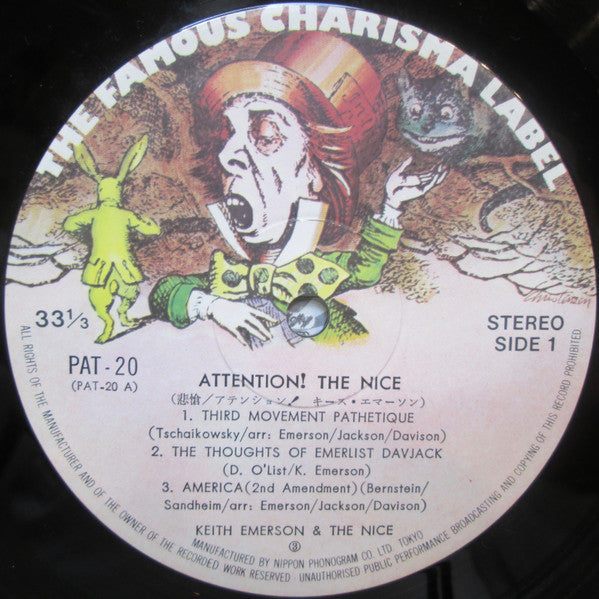 THE FAMOUS CHARISMA LABEL
Christensen
33 1/3
STEREO
SIDE 1
PAT-20
(PAT-20 A)
ATTENTION! THE NICE
(悲愴/アテンション! キース・エマーソン)
1. THIRD MOVEMENT PATHETIQUE
(Tschaikowsky/arr: Emerson/Jackson/Davison)
2. THE THOUGHTS OF EMERLIST DAVJACK
(D. O'List/K. Emerson)
3. AMERICA(2nd Amendment)(Bernstein/
Sandheim/arr: Emerson/Jackson/Davison)
KEITH EMERSON & THE NICE
ALL RIGHTS OF THE MANUFACTURER AND OF THE OWNER OF THE RECORDED WORK RESERVED · UNAUTHORISED PUBLIC PERFORMANCE BROADCASTING AND COPYING OF THIS RECORD PROHIBITED
MANUFACTURED BY NIPPON PHONOGRAM CO. LTD. TOKYO